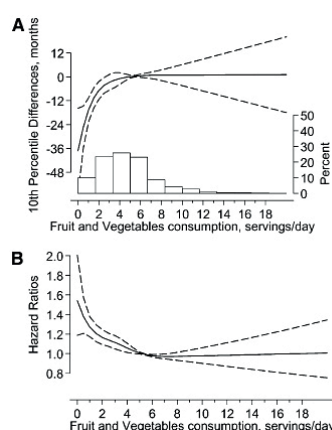 A
10th Percentile Differences, months
12
0
-12
-24
-36
-48
50
40
30
20
10
0
Percent
0 2 4 6 8 10 12 14 16 18
Fruit and Vegetables consumption, servings/day
B
Hazard Ratios
2.0
1.8
1.6
1.4
1.2
1.0
0.8
0 2 4 6 8 10 12 14 16 18
Fruit and Vegetables consumption, servings/day